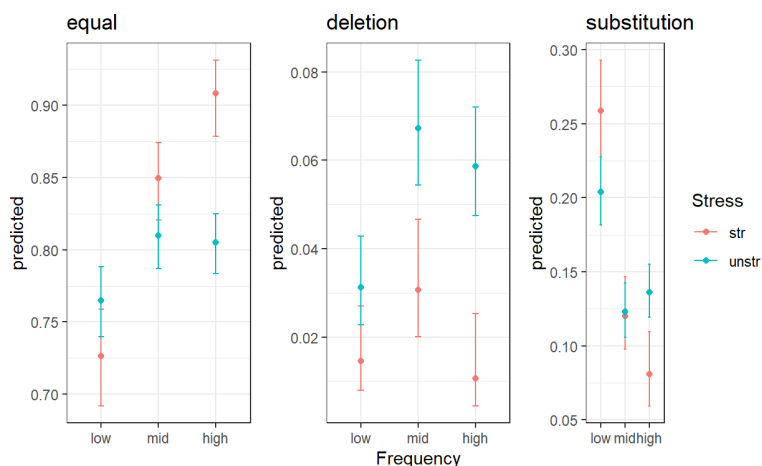 equal
predicted
0.90
0.85
0.80
0.75
0.70
low mid high
deletion
predicted
0.08
0.06
0.04
0.02
low mid high
Frequency
substitution
predicted
0.30
0.25
0.20
0.15
0.10
0.05
low mid high
Stress
str
unstr